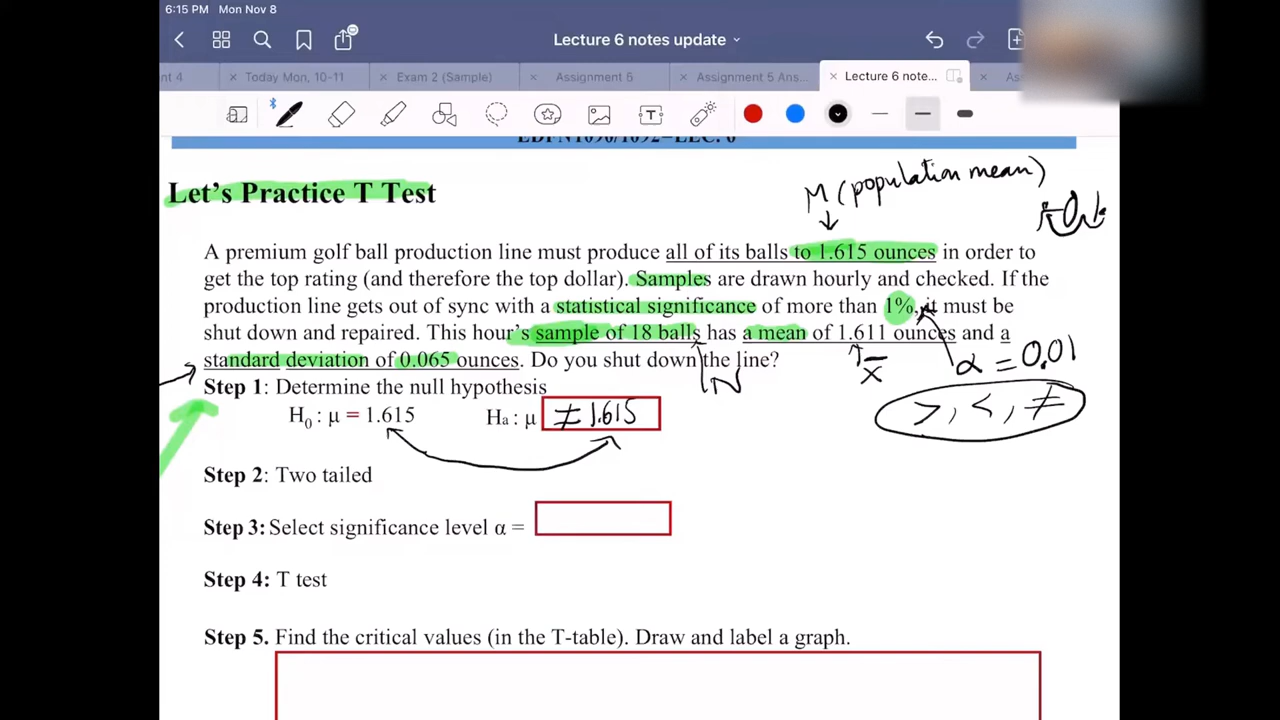 6:15 PM Mon Nov 8
Lecture 6 notes update
nt 4 × Today Mon, 10-11 × Exam 2 (Sample) × Assignment 6 × Assignment 5 Ans... × Lecture 6 note... × As
EDFN1090/1092–LEC. 6
Let's Practice T Test
M (population mean)
A premium golf ball production line must produce all of its balls to 1.615 ounces in order to
get the top rating (and therefore the top dollar). Samples are drawn hourly and checked. If the
production line gets out of sync with a statistical significance of more than 1%, it must be
shut down and repaired. This hour's sample of 18 balls has a mean of 1.611 ounces and a
standard deviation of 0.065 ounces. Do you shut down the line?
N
x̅
α = 0.01
>, <, ≠
Step 1: Determine the null hypothesis
H0 : μ = 1.615 Ha : μ ≠ 1.615
Step 2: Two tailed
Step 3: Select significance level α =
Step 4: T test
Step 5. Find the critical values (in the T-table). Draw and label a graph.